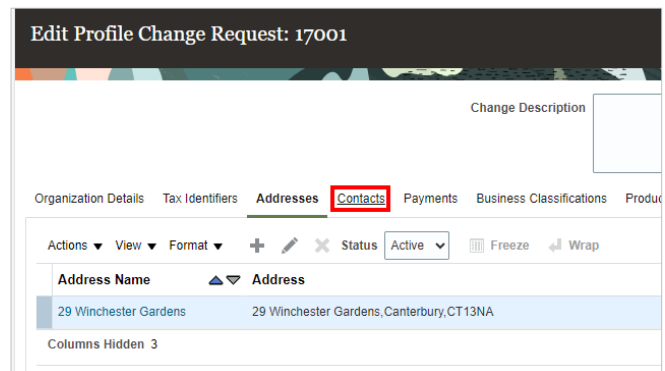 Edit Profile Change Request: 17001
Change Description
Organization Details Tax Identifiers Addresses Contacts Payments Business Classifications Produc
Actions View Format Status Active Freeze Wrap
Address Name Address
29 Winchester Gardens 29 Winchester Gardens,Canterbury,CT13NA
Columns Hidden 3